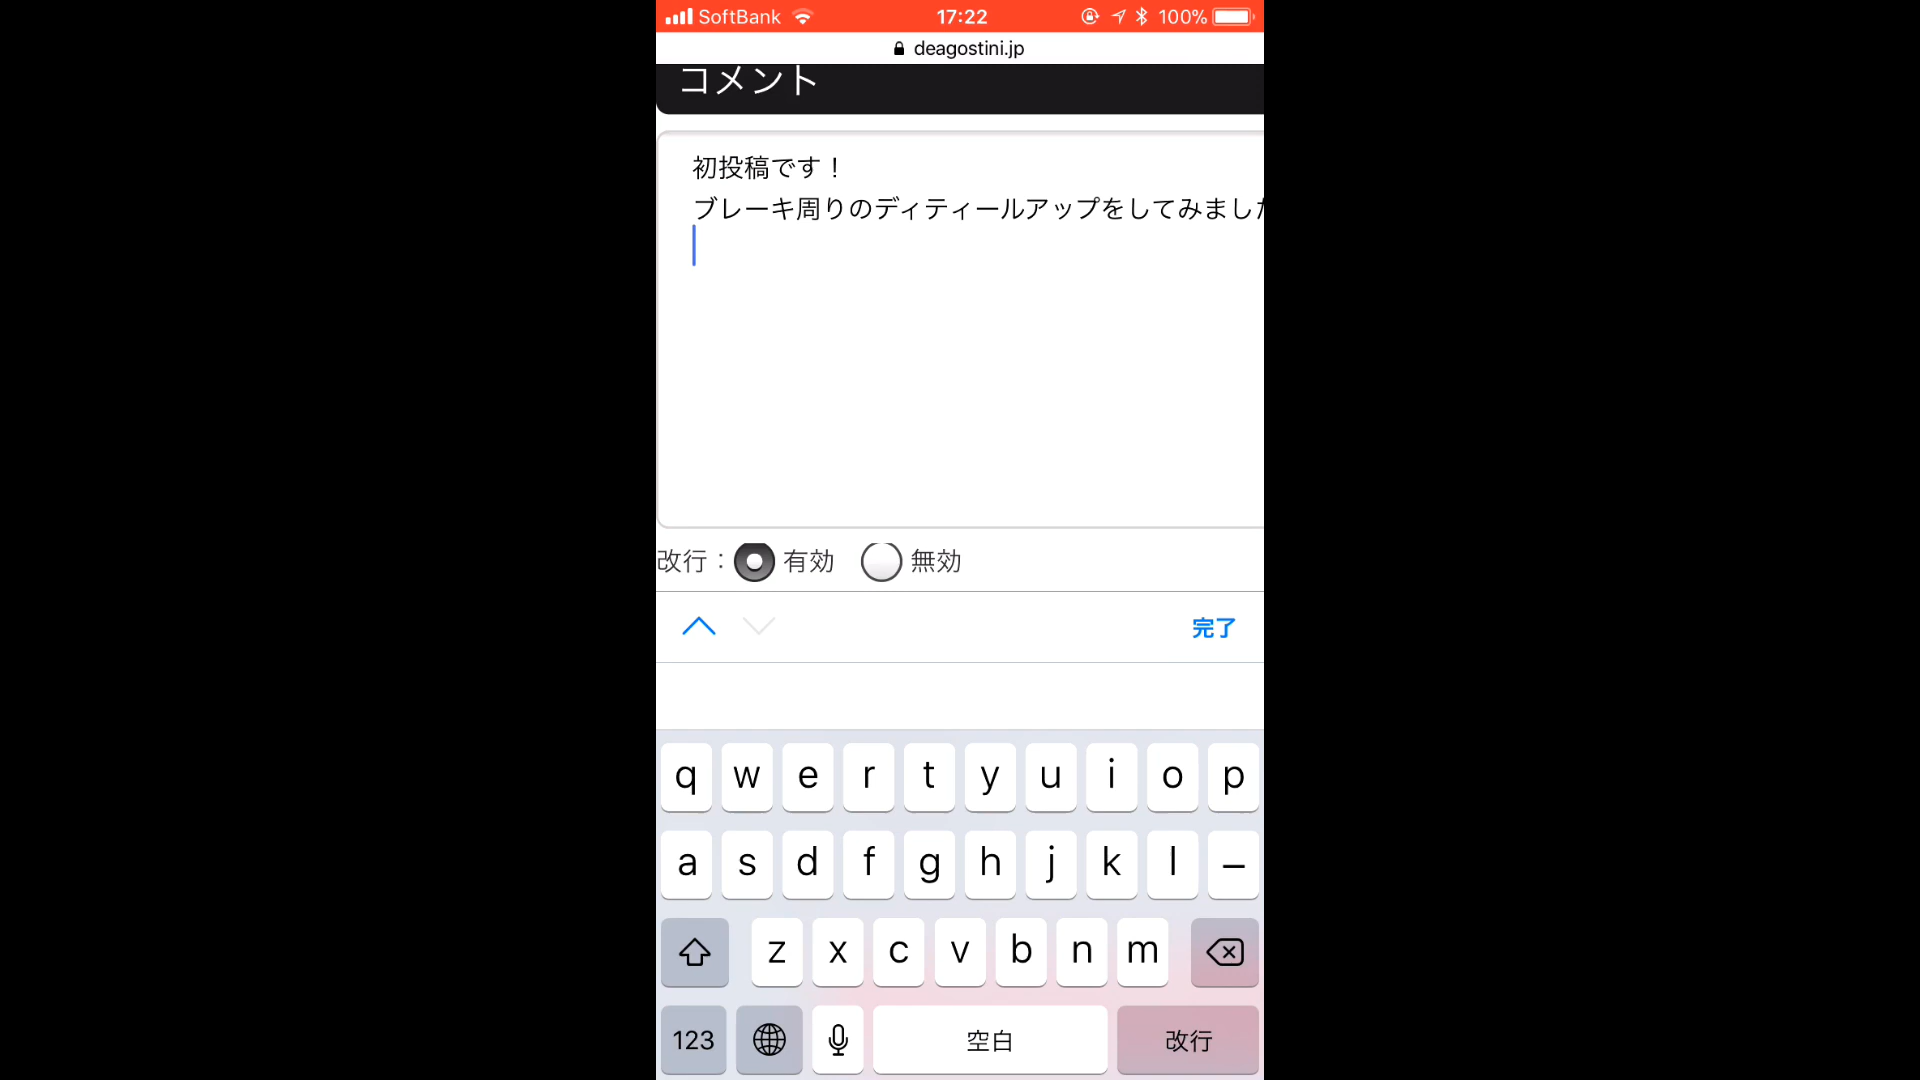 SoftBank 17:22 100%
deagostini.jp
コメント
初投稿です！
ブレーキ周りのディティールアップをしてみました
改行： 有効 無効
完了
q w e r t y u i o p
a s d f g h j k l ー
z x c v b n m
123 空白 改行